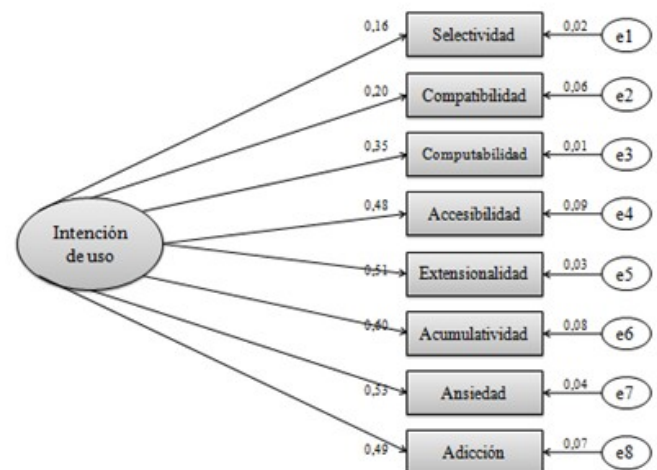 0,16
Selectividad
0,02
e1
0,20
Compatibilidad
0,06
e2
0,35
Computabilidad
0,01
e3
Intención
de uso
0,48
Accesibilidad
0,09
e4
0,51
Extensionalidad
0,03
e5
0,60
Acumulatividad
0,08
e6
0,53
Ansiedad
0,04
e7
0,49
Adicción
0,07
e8